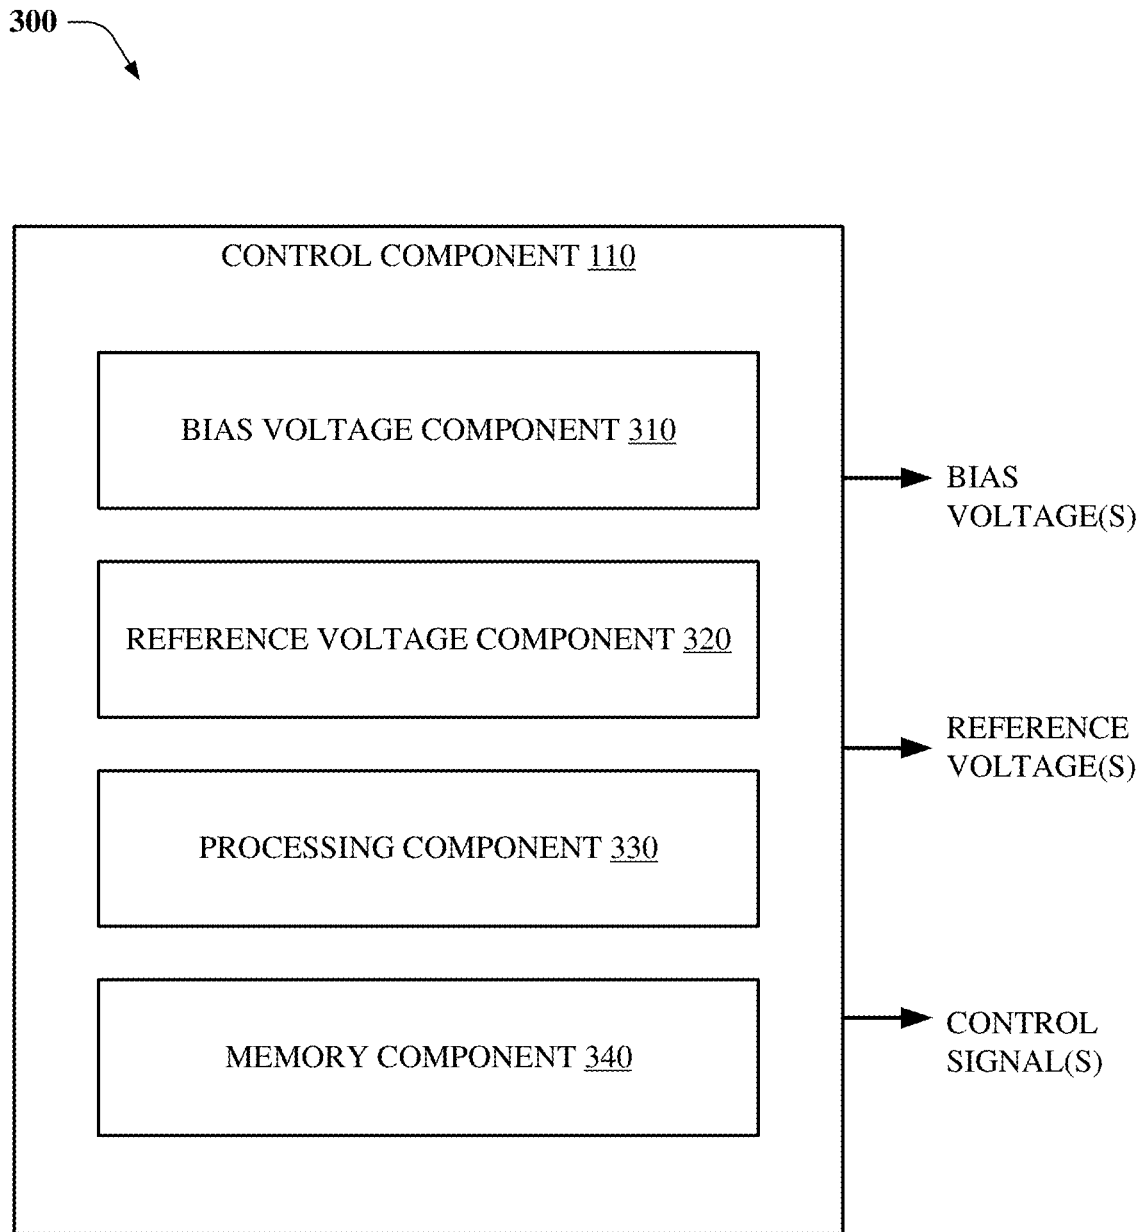 300
CONTROL COMPONENT 110
BIAS VOLTAGE COMPONENT 310
BIAS
VOLTAGE(S)
REFERENCE VOLTAGE COMPONENT 320
REFERENCE
VOLTAGE(S)
PROCESSING COMPONENT 330
MEMORY COMPONENT 340
CONTROL
SIGNAL(S)